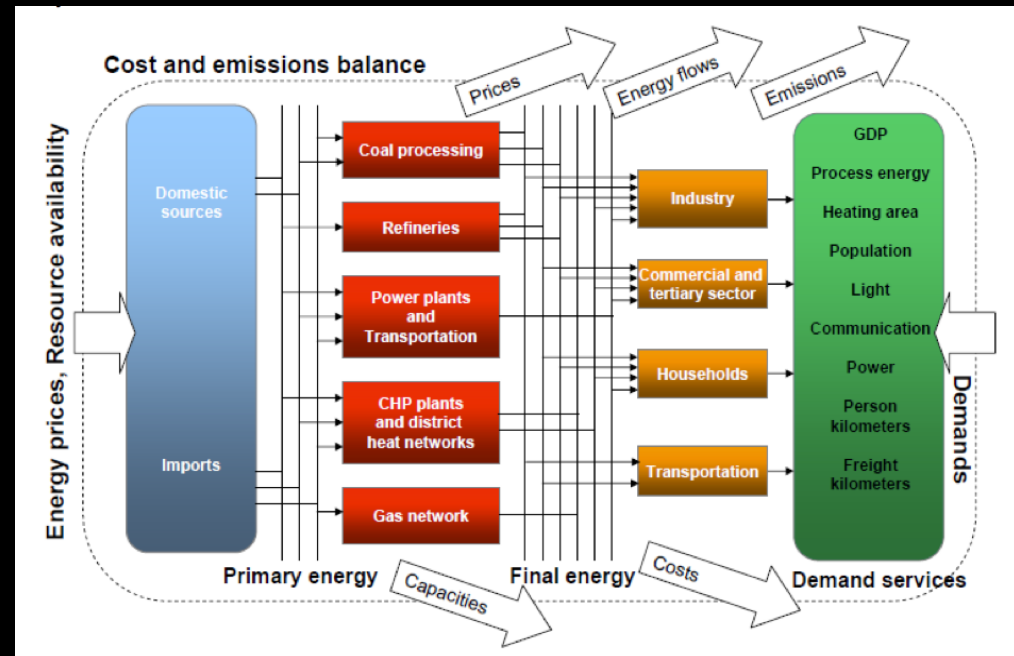 Cost and emissions balance
Prices
Energy flows
Emissions
Energy prices, Resource availability
Domestic
sources
Imports
Coal processing
Refineries
Power plants
and
Transportation
CHP plants
and district
heat networks
Gas network
Industry
Commercial and
tertiary sector
Households
Transportation
GDP
Process energy
Heating area
Population
Light
Communication
Power
Person
kilometers
Freight
kilometers
Demands
Primary energy
Capacities
Final energy
Costs
Demand services